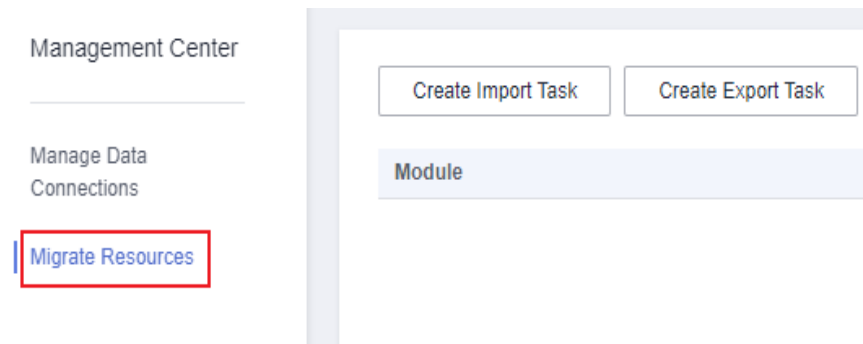 Management Center
Manage Data
Connections
Migrate Resources
Create Import Task
Create Export Task
Module